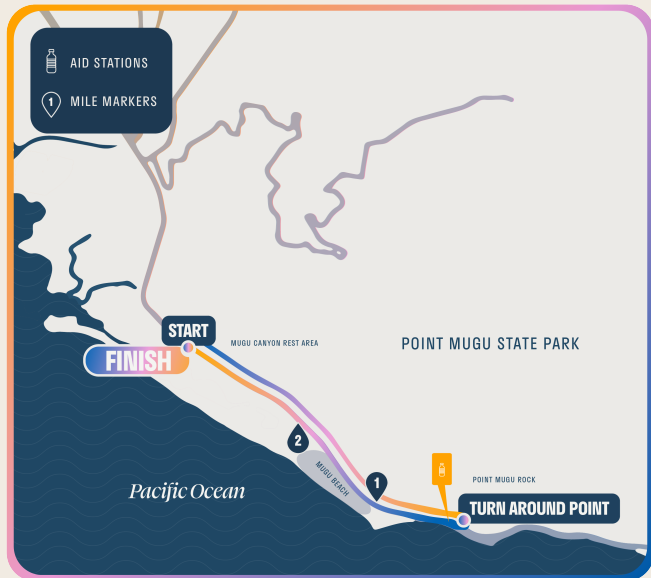 AID STATIONS
1
MILE MARKERS
START
FINISH
MUGU CANYON REST AREA
POINT MUGU STATE PARK
2
MUGU BEACH
1
Pacific Ocean
POINT MUGU ROCK
TURN AROUND POINT